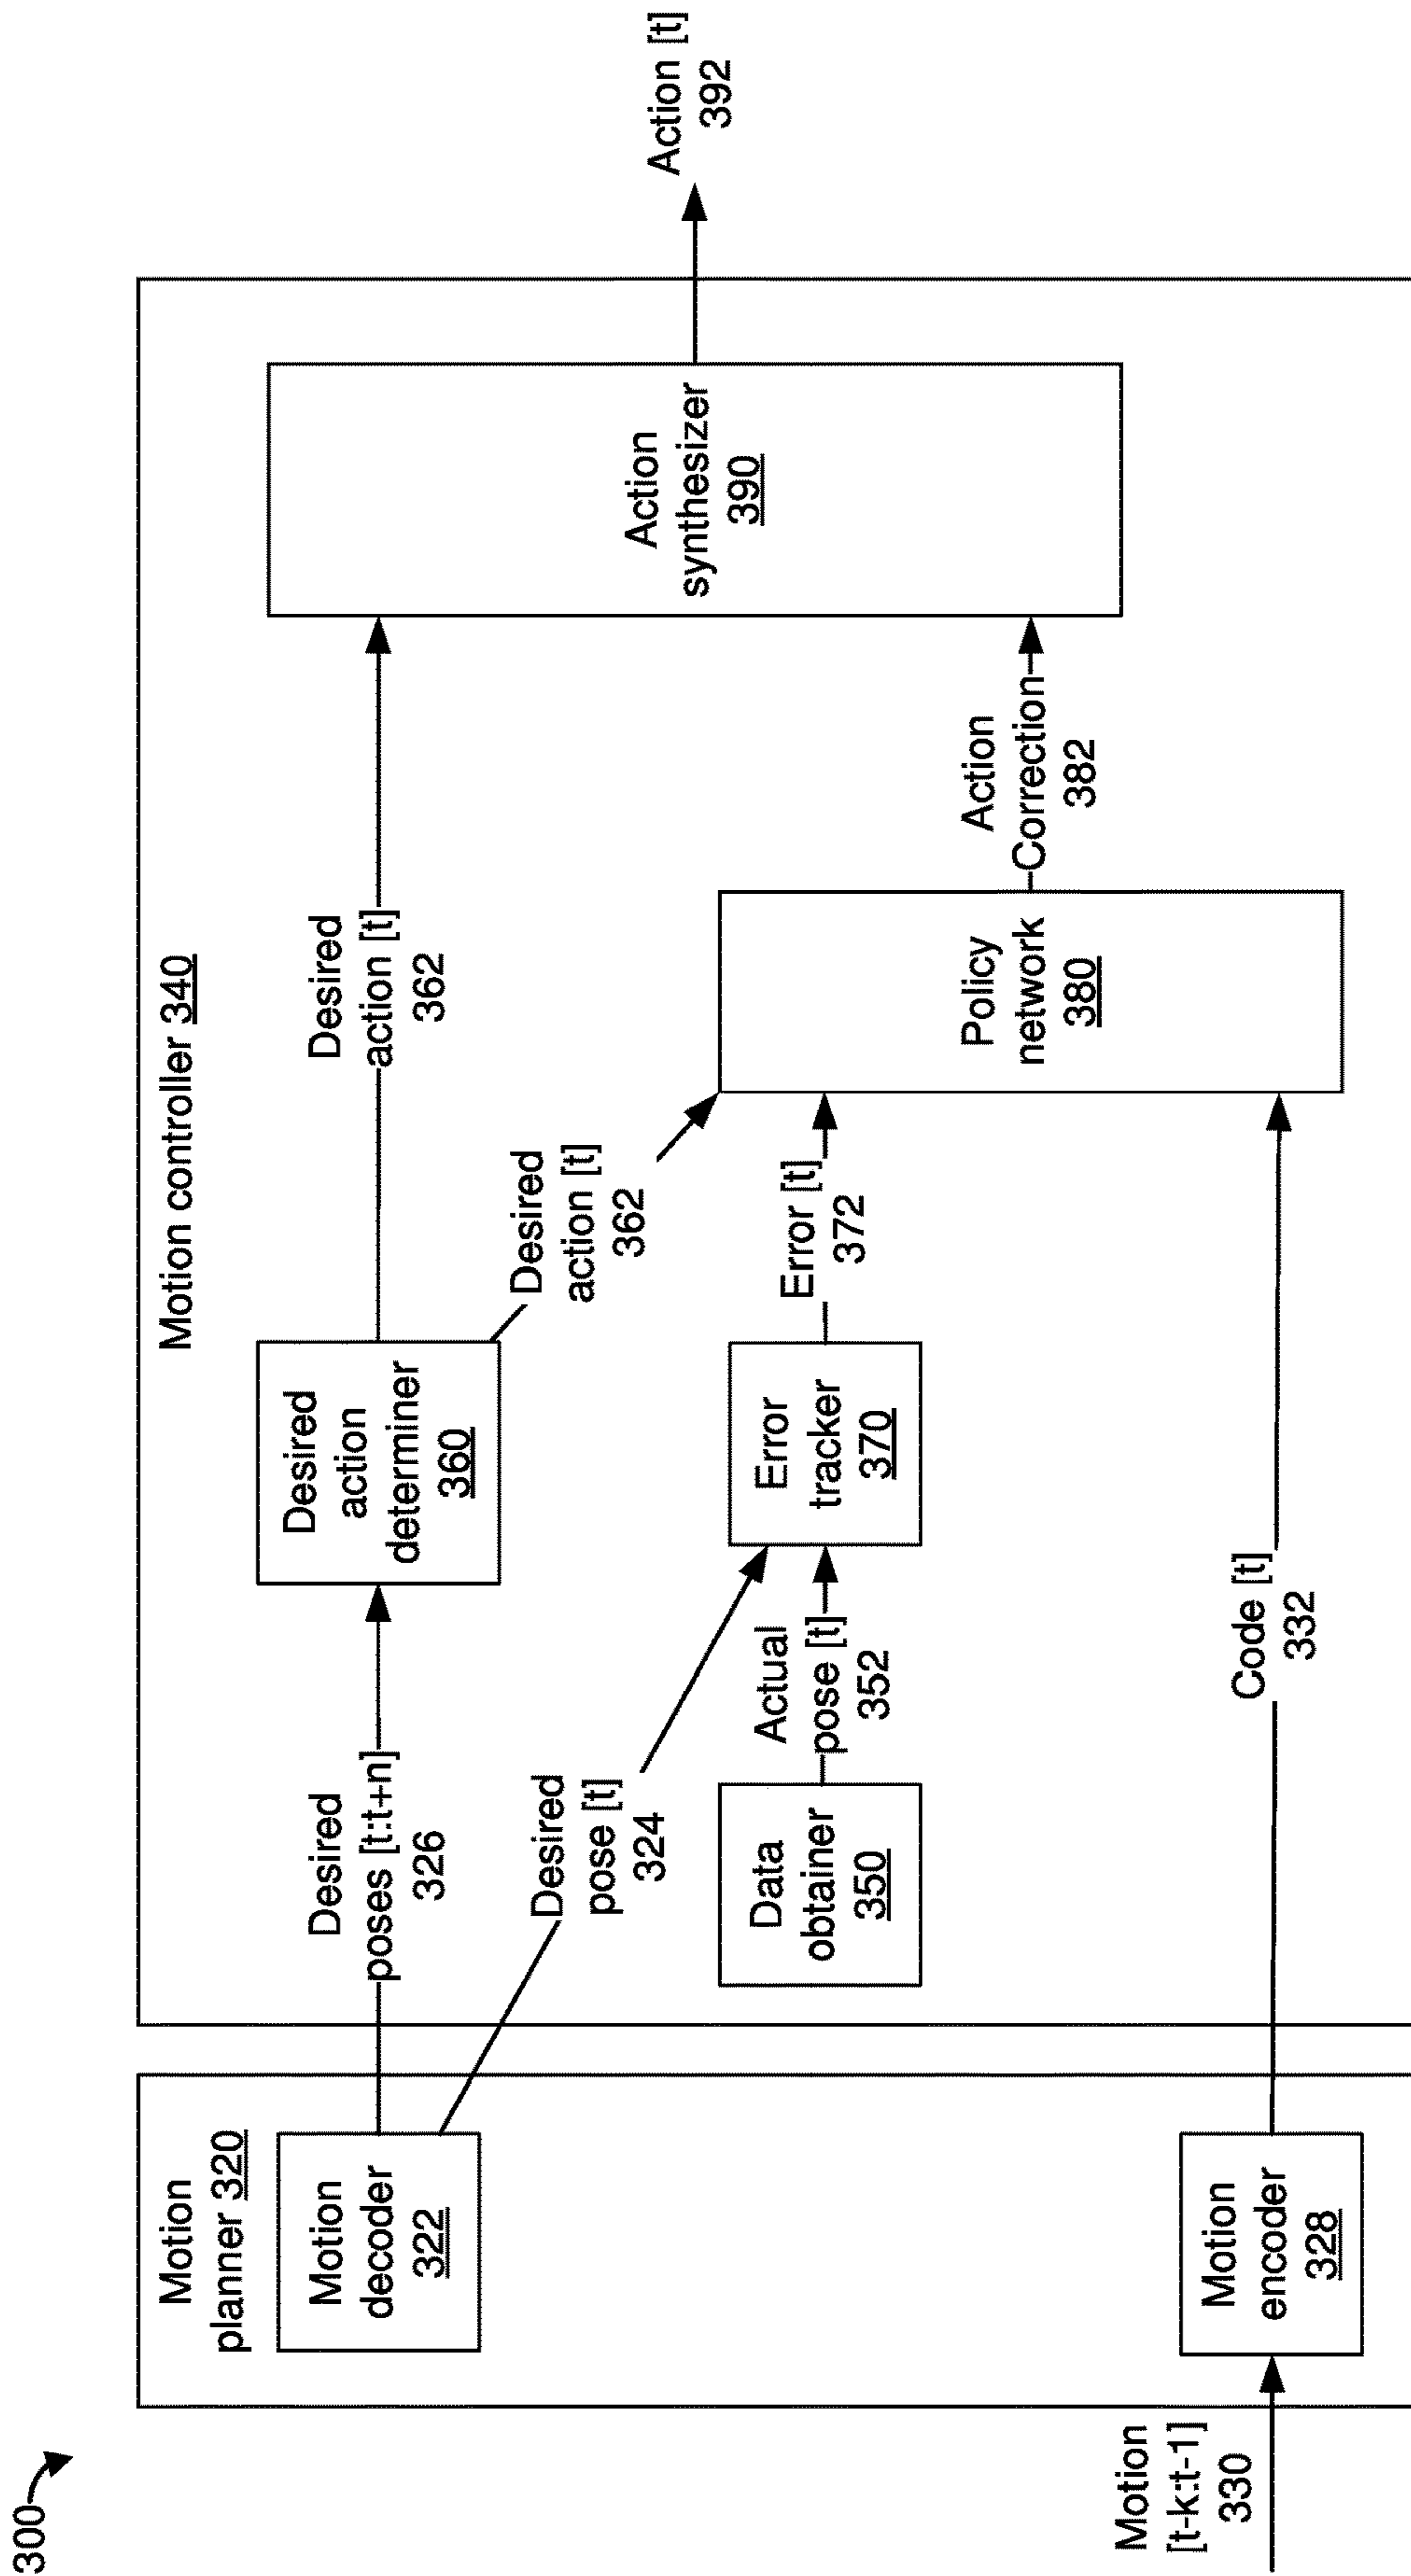 300
Motion
planner 320
Motion
decoder
322
Motion
encoder
328
Motion
[t-k:t-1]
330
Motion controller 340
Desired
poses [t:t+n]
326
Desired
pose [t]
324
Data
obtainer
350
Actual
pose [t]
352
Code [t]
332
Desired
action
determiner
360
Error
tracker
370
Desired
action [t]
362
Desired
action [t]
362
Error [t]
372
Policy
network
380
Action
Correction
382
Action
synthesizer
390
Action [t]
392